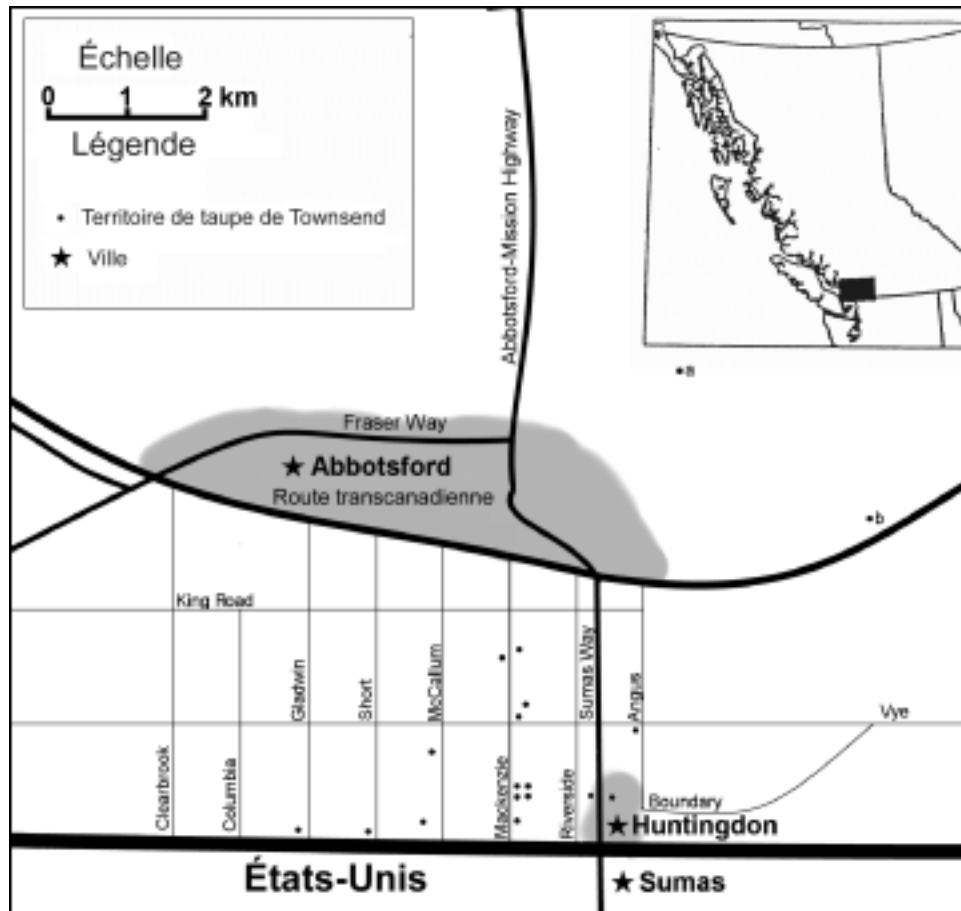 Échelle
0 1 2 km
Légende
Territoire de taupe de Townsend
Ville
Abbotsford-Mission Highway
a
Fraser Way
Abbotsford
Route transcanadienne
b
King Road
Gladwin
Short
McCallum
Sumas Way
Angus
Vye
Clearbrook
Columbia
Mackenzie
Riverside
Boundary
Huntingdon
États-Unis
Sumas